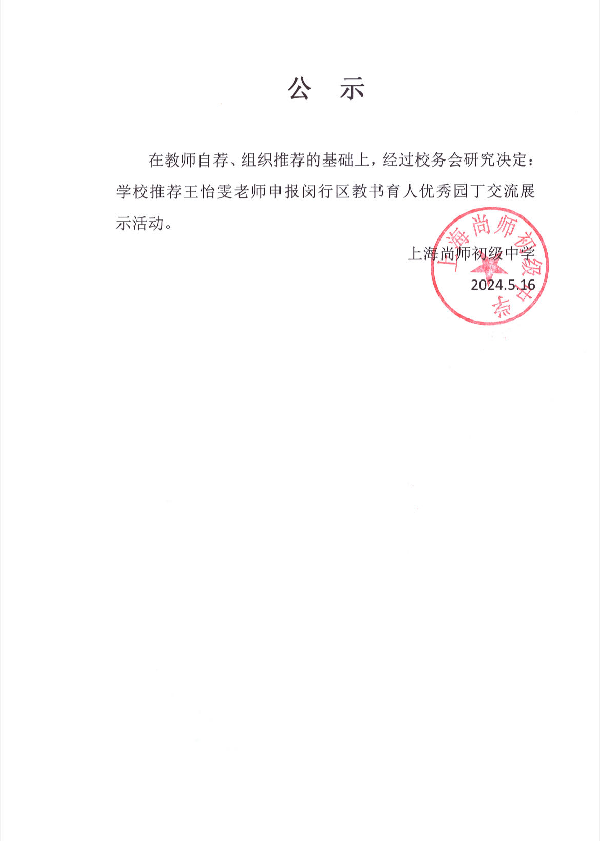 公 示
在教师自荐、组织推荐的基础上，经过校务会研究决定：
学校推荐王怡雯老师申报闵行区教书育人优秀园丁交流展
示活动。
上海尚师初级中学
2024.5.16
上海尚师初级中学